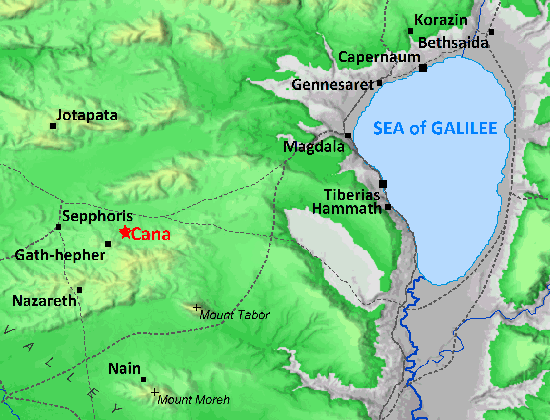 Korazin
Bethsaida
Capernaum
Gennesaret
Jotapata
SEA of GALILEE
Magdala
Tiberias
Hammath
Sepphoris
Cana
Gath-hepher
Nazareth
Mount Tabor
VALLEY
Nain
Mount Moreh